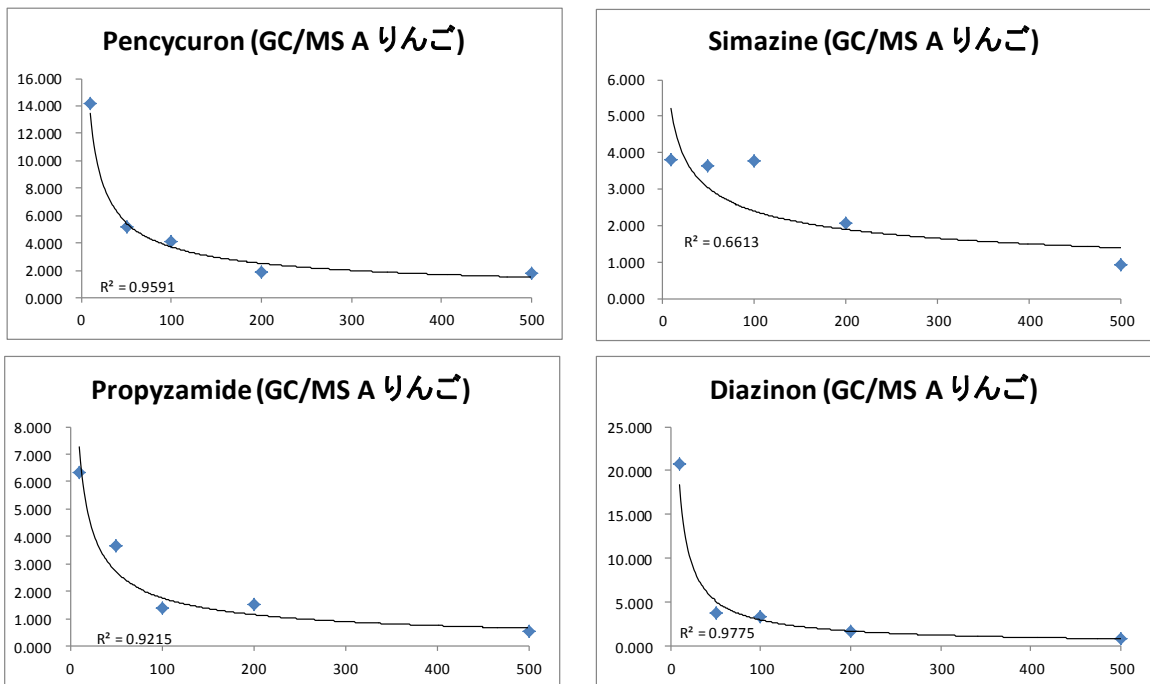 Pencycuron (GC/MS A りんご)
16.000
14.000
12.000
10.000
8.000
6.000
4.000
2.000
0.000
R² = 0.9591
0 100 200 300 400 500
Simazine (GC/MS A りんご)
6.000
5.000
4.000
3.000
2.000
1.000
0.000
R² = 0.6613
0 100 200 300 400 500
Propyzamide (GC/MS A りんご)
8.000
7.000
6.000
5.000
4.000
3.000
2.000
1.000
0.000
R² = 0.9215
0 100 200 300 400 500
Diazinon (GC/MS A りんご)
25.000
20.000
15.000
10.000
5.000
0.000
R² = 0.9775
0 100 200 300 400 500